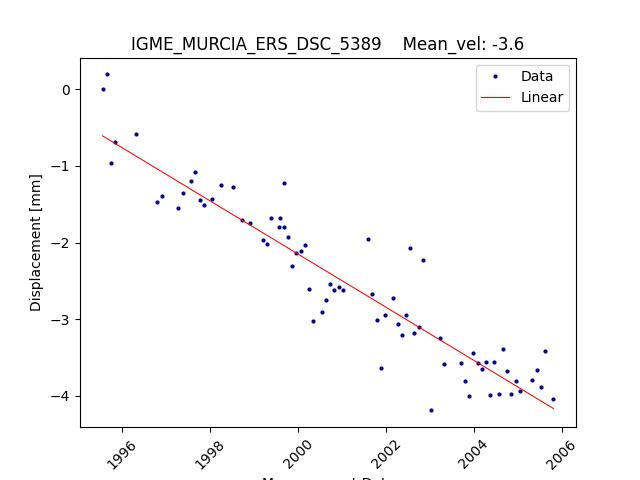 IGME_MURCIA_ERS_DSC_5389    Mean_vel: -3.6
Data
Linear
0
−1
−2
−3
−4
Displacement [mm]
1996
1998
2000
2002
2004
2006